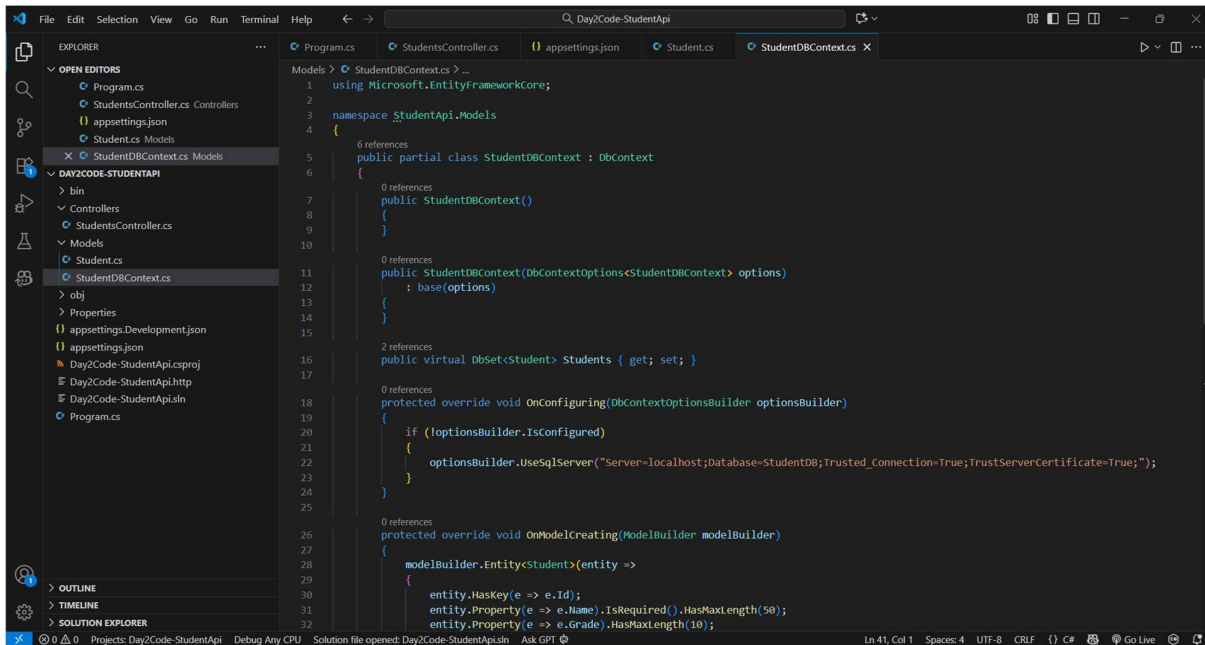 File Edit Selection View Go Run Terminal Help
Day2Code-StudentApi
EXPLORER
OPEN EDITORS
Program.cs
StudentsController.cs Controllers
{} appsettings.json
Student.cs Models
StudentDBContext.cs Models
DAY2CODE-STUDENTAPI
bin
Controllers
StudentsController.cs
Models
Student.cs
StudentDBContext.cs
obj
Properties
{} appsettings.Development.json
{} appsettings.json
Day2Code-StudentApi.csproj
Day2Code-StudentApi.http
Day2Code-StudentApi.sln
Program.cs
OUTLINE
TIMELINE
SOLUTION EXPLORER
Program.cs StudentsController.cs {} appsettings.json Student.cs StudentDBContext.cs
Models > StudentDBContext.cs > ...
1 using Microsoft.EntityFrameworkCore;
2
3 namespace StudentApi.Models
4 {
6 references
5 public partial class StudentDBContext : DbContext
6 {
0 references
7 public StudentDBContext()
8 {
9 }
10
0 references
11 public StudentDBContext(DbContextOptions<StudentDBContext> options)
12 : base(options)
13 {
14 }
15
2 references
16 public virtual DbSet<Student> Students { get; set; }
17
0 references
18 protected override void OnConfiguring(DbContextOptionsBuilder optionsBuilder)
19 {
20 if (!optionsBuilder.IsConfigured)
21 {
22 optionsBuilder.UseSqlServer("Server=localhost;Database=StudentDB;Trusted_Connection=True;TrustServerCertificate=True;");
23 }
24 }
25
0 references
26 protected override void OnModelCreating(ModelBuilder modelBuilder)
27 {
28 modelBuilder.Entity<Student>(entity =>
29 {
30 entity.HasKey(e => e.Id);
31 entity.Property(e => e.Name).IsRequired().HasMaxLength(50);
32 entity.Property(e => e.Grade).HasMaxLength(10);
0 0 Projects: Day2Code-StudentApi Debug Any CPU Solution file opened: Day2Code-StudentApi.sln Ask GPT Ln 41, Col 1 Spaces: 4 UTF-8 CRLF {} C# Go Live